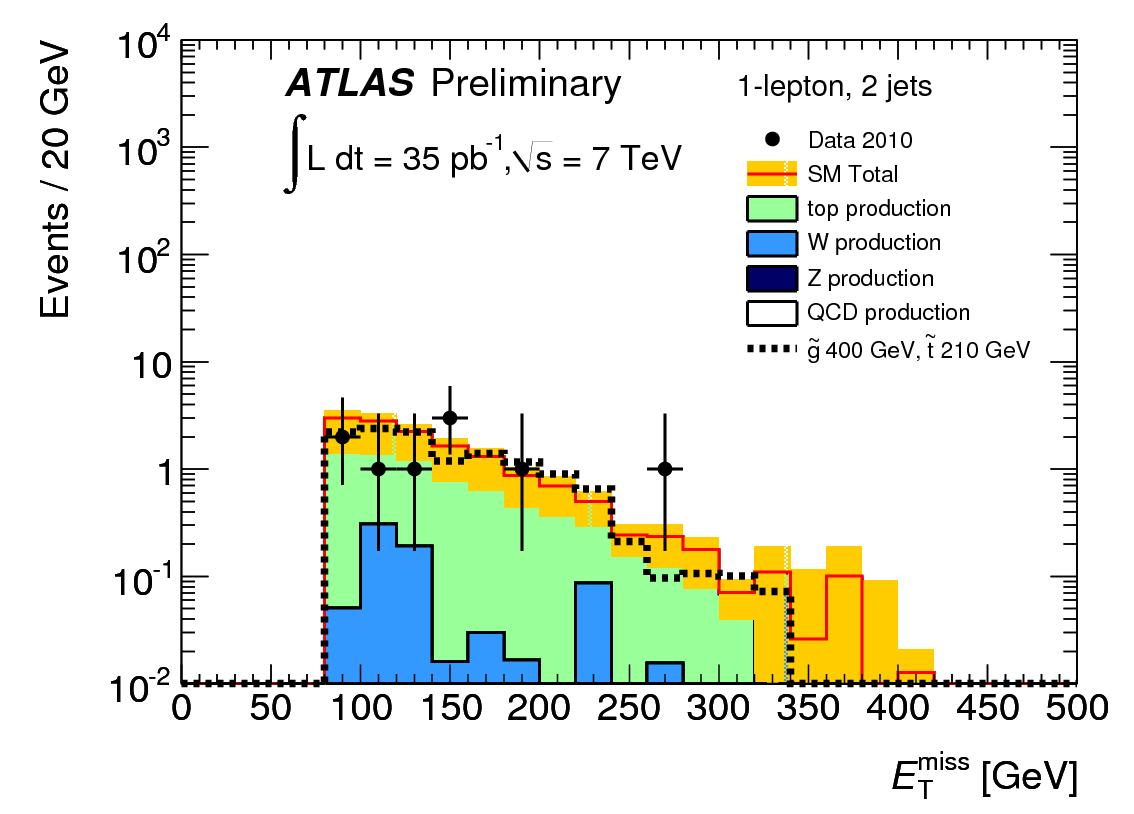 ATLAS Preliminary
∫ L dt = 35 pb⁻¹, √s = 7 TeV
1-lepton, 2 jets
Data 2010
SM Total
top production
W production
Z production
QCD production
g̃ 400 GeV, t̃ 210 GeV
Events / 20 GeV
10⁴
10³
10²
10
1
10⁻¹
10⁻²
0 50 100 150 200 250 300 350 400 450 500
E_T^miss [GeV]